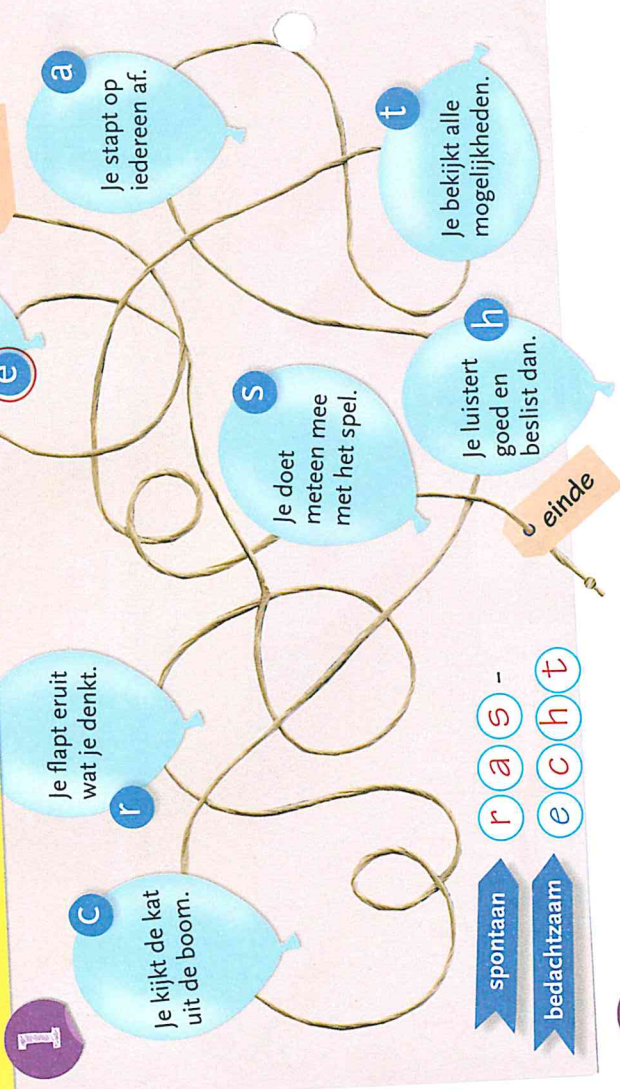 1
e
a
Je stapt op
iedereen af.
c
Je kijkt de kat
uit de boom.
r
Je flapt eruit
wat je denkt.
s
Je doet
meteen mee
met het spel.
t
Je bekijkt alle
mogelijkheden.
h
Je luistert
goed en
beslist dan.
einde
spontaan r a s -
bedachtzaam e c h t